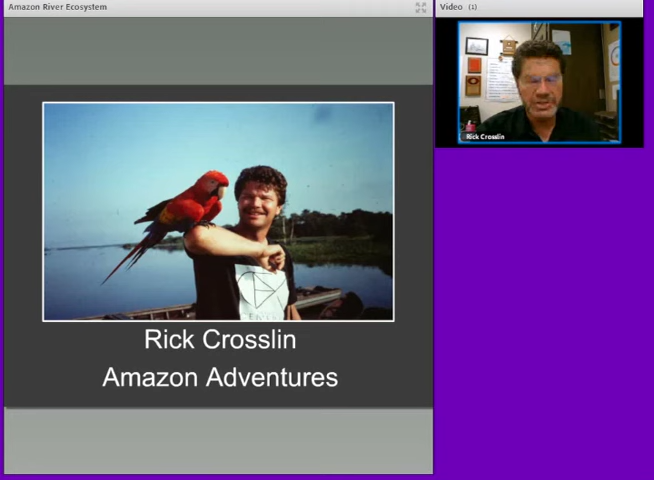 Amazon River Ecosystem
Video (1)
Rick Crosslin
Rick Crosslin
Amazon Adventures